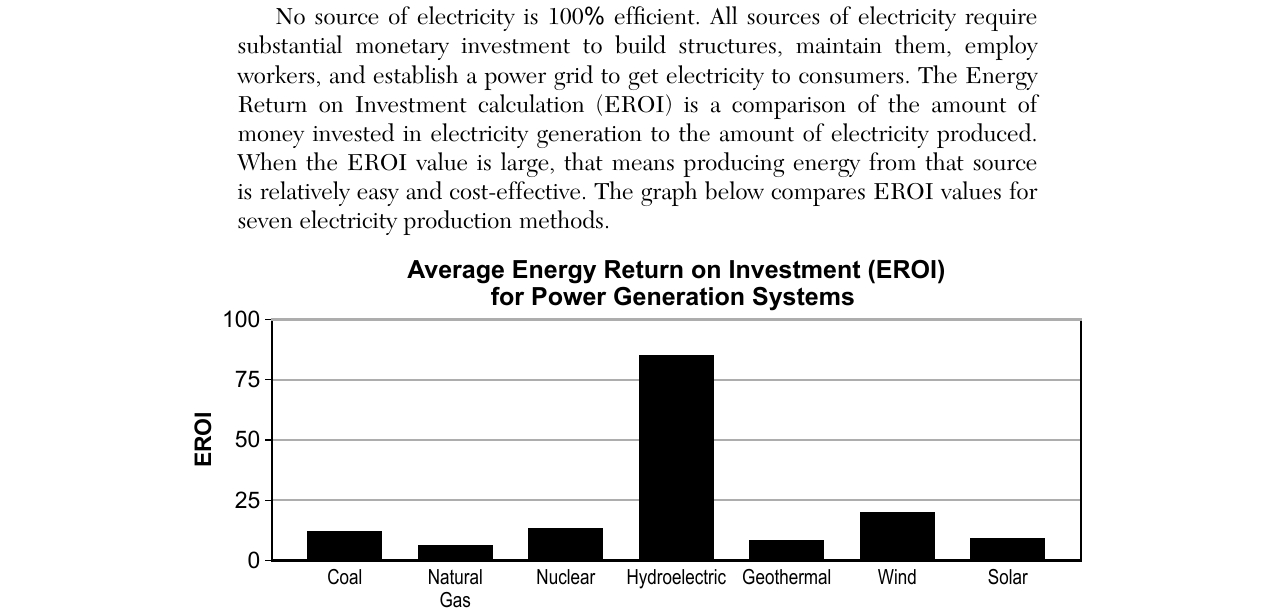 No source of electricity is 100% efficient. All sources of electricity require
substantial monetary investment to build structures, maintain them, employ
workers, and establish a power grid to get electricity to consumers. The Energy
Return on Investment calculation (EROI) is a comparison of the amount of
money invested in electricity generation to the amount of electricity produced.
When the EROI value is large, that means producing energy from that source
is relatively easy and cost-effective. The graph below compares EROI values for
seven electricity production methods.
Average Energy Return on Investment (EROI)
for Power Generation Systems
100
75
50
25
0
EROI
Coal
Natural
Gas
Nuclear
Hydroelectric
Geothermal
Wind
Solar